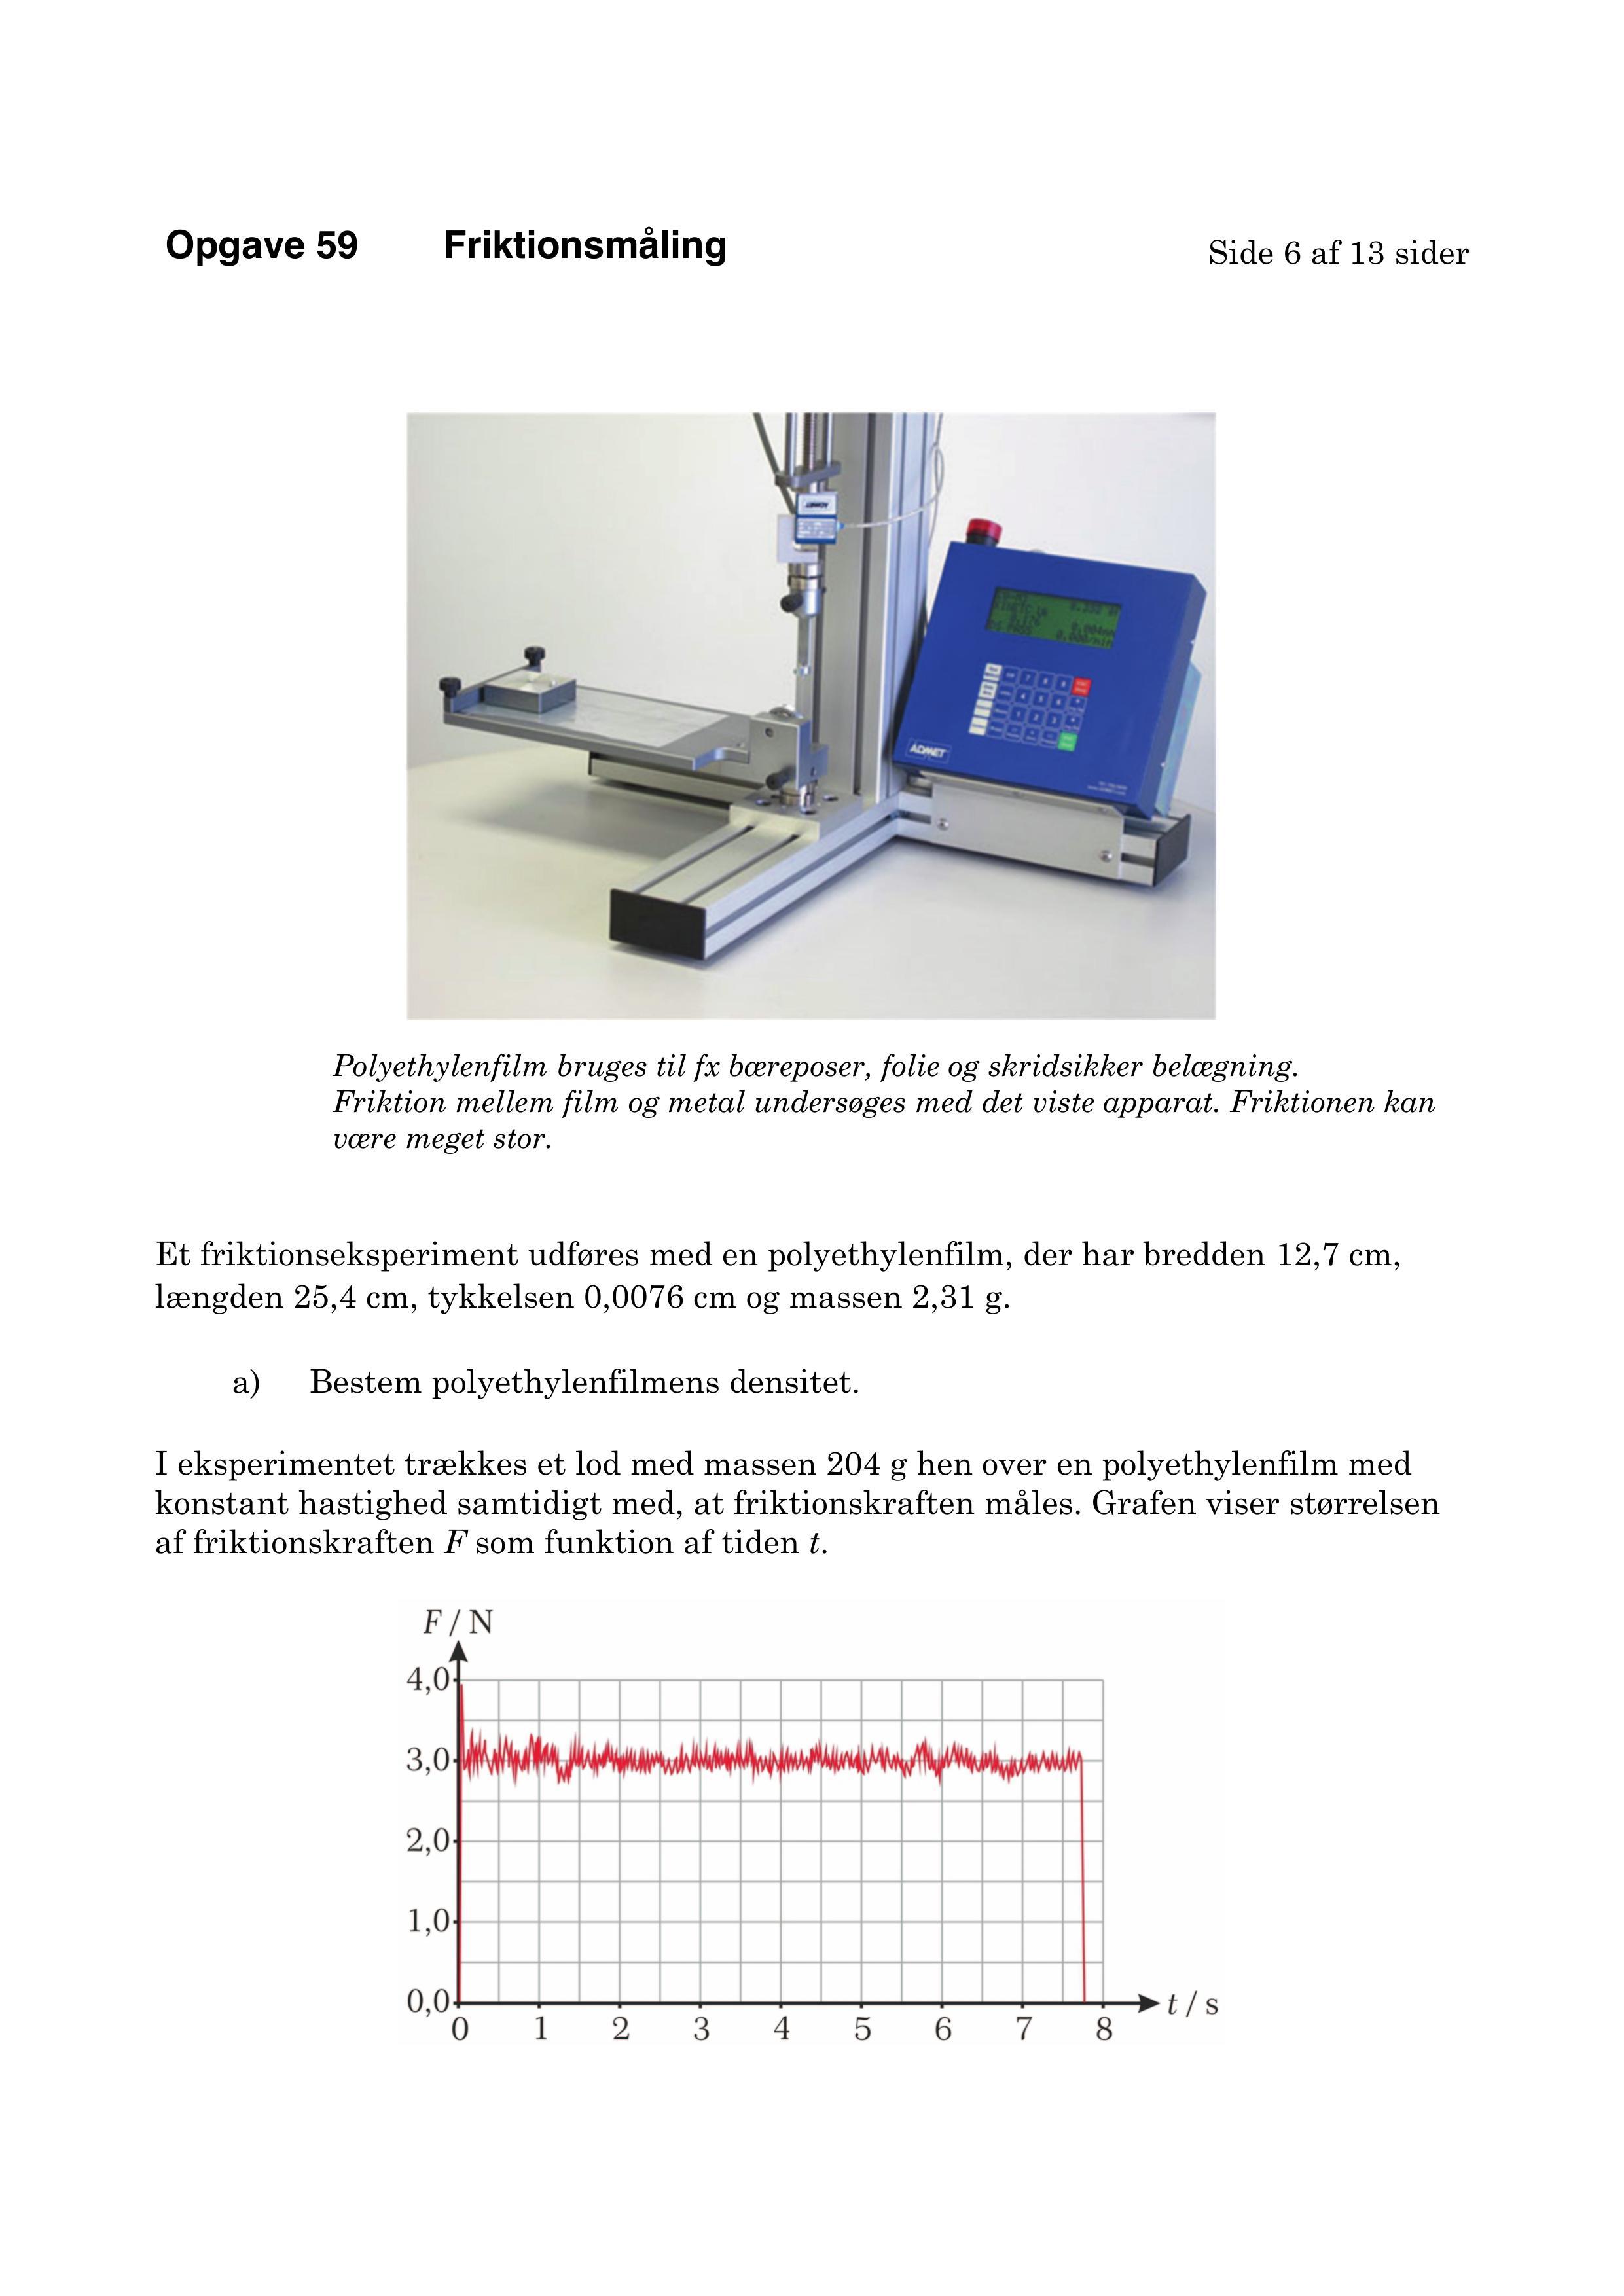 Opgave 59 Friktionsmåling Side 6 af 13 sider
ADMET
Polyethylenfilm bruges til fx bæreposer, folie og skridsikker belægning.
Friktion mellem film og metal undersøges med det viste apparat. Friktionen kan
være meget stor.
Et friktionseksperiment udføres med en polyethylenfilm, der har bredden 12,7 cm,
længden 25,4 cm, tykkelsen 0,0076 cm og massen 2,31 g.
a) Bestem polyethylenfilmens densitet.
I eksperimentet trækkes et lod med massen 204 g hen over en polyethylenfilm med
konstant hastighed samtidigt med, at friktionskraften måles. Grafen viser størrelsen
af friktionskraften F som funktion af tiden t.
F / N
4,0
3,0
2,0
1,0
0,0
t / s
0 1 2 3 4 5 6 7 8